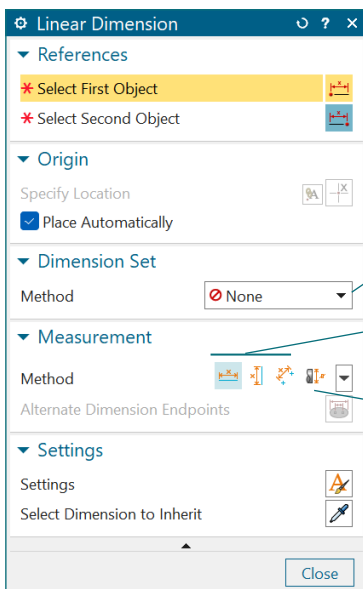 Linear Dimension
References
* Select First Object
* Select Second Object
Origin
Specify Location
Place Automatically
Dimension Set
Method None
Measurement
Method
Alternate Dimension Endpoints
Settings
Settings
Select Dimension to Inherit
Close